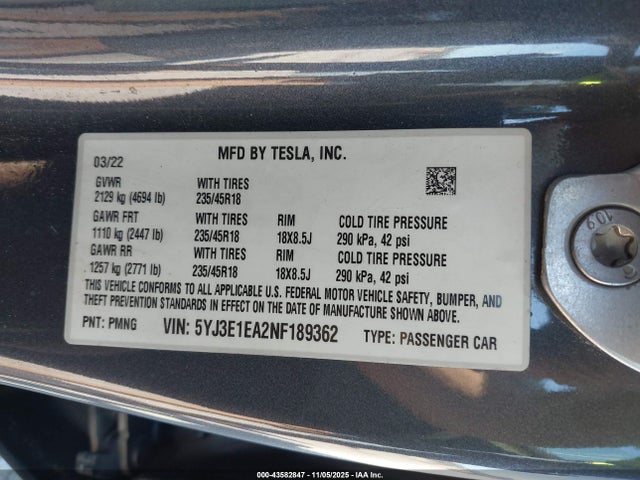 MFD BY TESLA, INC.
03/22
GVWR WITH TIRES
2129 kg (4694 lb) 235/45R18
GAWR FRT WITH TIRES RIM COLD TIRE PRESSURE
1110 kg (2447 lb) 235/45R18 18X8.5J 290 kPa, 42 psi
GAWR RR WITH TIRES RIM COLD TIRE PRESSURE
1257 kg (2771 lb) 235/45R18 18X8.5J 290 kPa, 42 psi
THIS VEHICLE CONFORMS TO ALL APPLICABLE U.S. FEDERAL MOTOR VEHICLE SAFETY, BUMPER, AND
THEFT PREVENTION STANDARDS IN EFFECT ON THE DATE OF MANUFACTURE SHOWN ABOVE.
PNT: PMNG VIN: 5YJ3E1EA2NF189362 TYPE: PASSENGER CAR
10.9
000-43582847 - 11/05/2025 - IAA Inc.